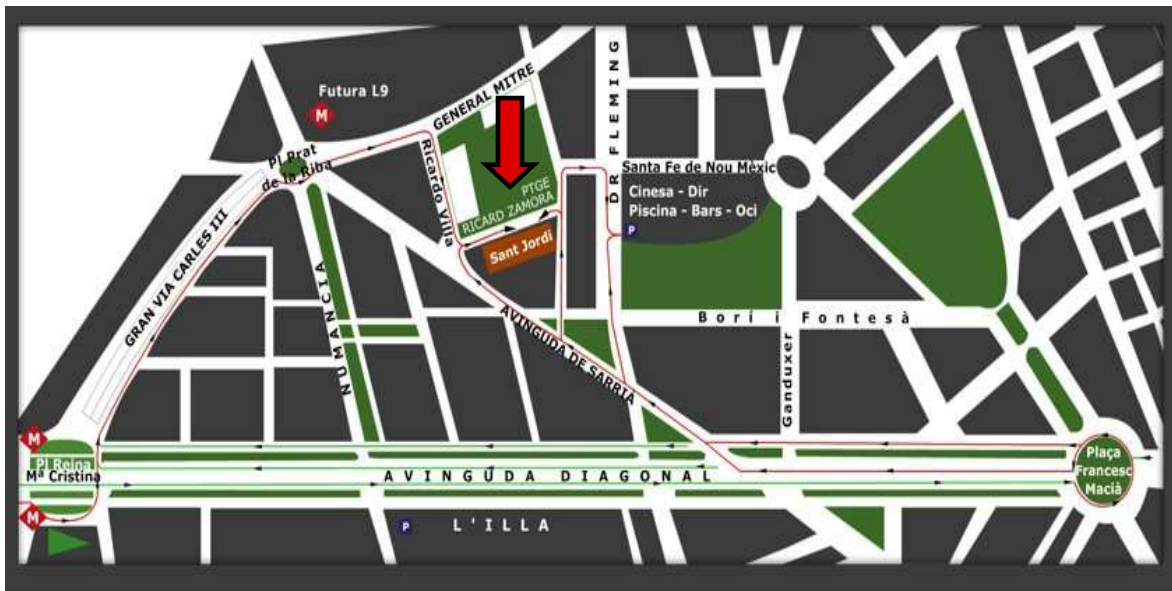 Futura L9
M
GENERAL MITRE
DR FLEMING
Pl Prat
de la Riba
Ricardo Villa
PTGE
RICARD ZAMORA
Sant Jordi
Santa Fe de Nou Mèxic
Cinesa - Dir
Piscina - Bars - Oci
P
GRAN VIA CARLES III
NUMANCIA
AVINGUDA DE SARRIA
Borí i Fontesà
Ganduxer
M
Pl Reina
Mª Cristina
M
AVINGUDA DIAGONAL
Plaça
Francesc
Macià
P
L'ILLA